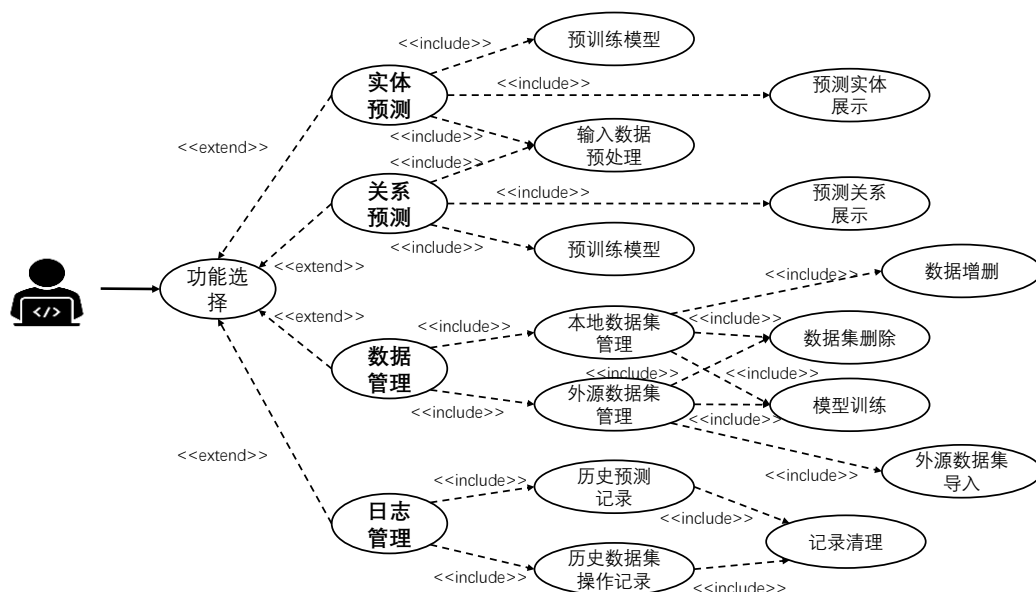 <<include>>
预训练模型
实体
预测
<<include>>
预测实体
展示
<<extend>>
<<include>>
输入数据
预处理
<<include>>
关系
预测
<<include>>
预测关系
展示
<<include>>
预训练模型
<<extend>>
功能选
择
</>
<<include>>
数据增删
<<extend>>
<<include>>
本地数据集
管理
<<include>>
数据集删除
数据
管理
<<include>>
<<include>>
外源数据集
管理
模型训练
<<include>>
<<include>>
<<extend>>
<<include>>
外源数据集
导入
<<include>>
历史预测
记录
日志
管理
<<include>>
记录清理
<<include>>
历史数据集
操作记录
<<include>>